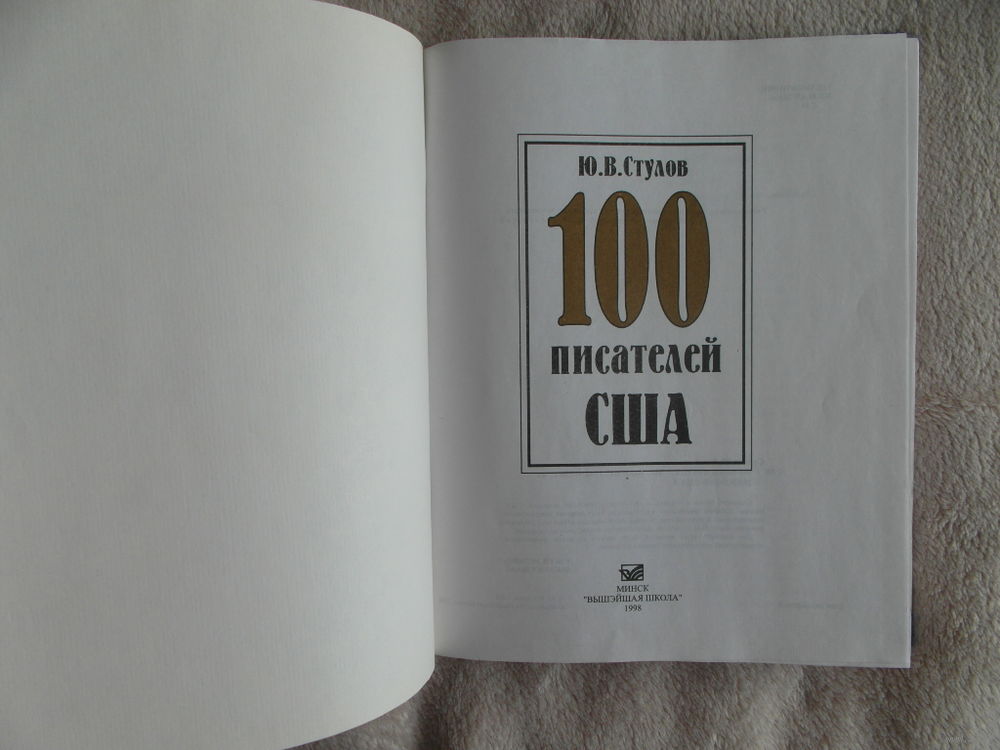 Ю.В.Стулов
100
писателей
США
МИНСК
"ВЫШЭЙШАЯ ШКОЛА"
1998